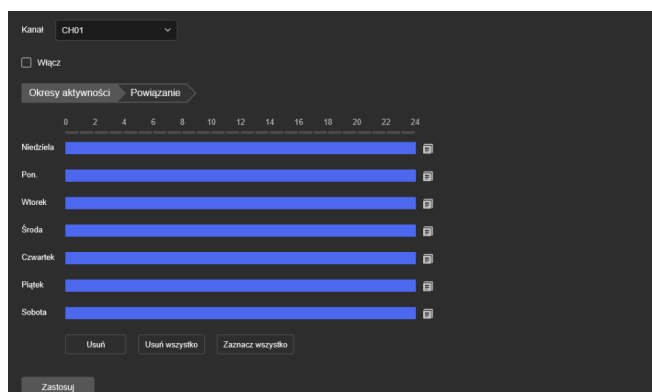 Kanał CH01
Włącz
Okresy aktywności Powiązanie
0 2 4 6 8 10 12 14 16 18 20 22 24
Niedziela
Pon.
Wtorek
Środa
Czwartek
Piątek
Sobota
Usuń Usuń wszystko Zaznacz wszystko
Zastosuj